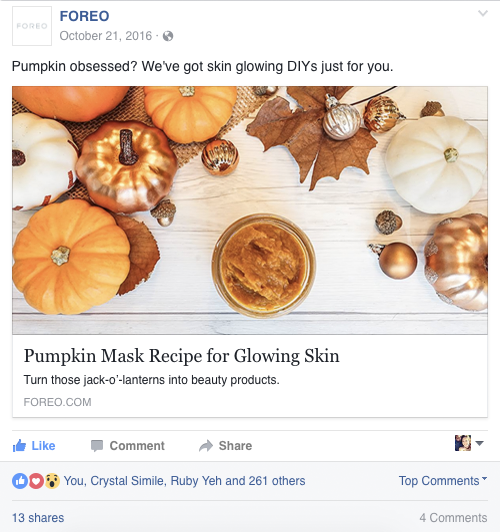 FOREO
FOREO
October 21, 2016 ·
Pumpkin obsessed? We've got skin glowing DIYs just for you.
Pumpkin Mask Recipe for Glowing Skin
Turn those jack-o'-lanterns into beauty products.
FOREO.COM
Like Comment Share
You, Crystal Simile, Ruby Yeh and 261 others Top Comments
13 shares 4 Comments